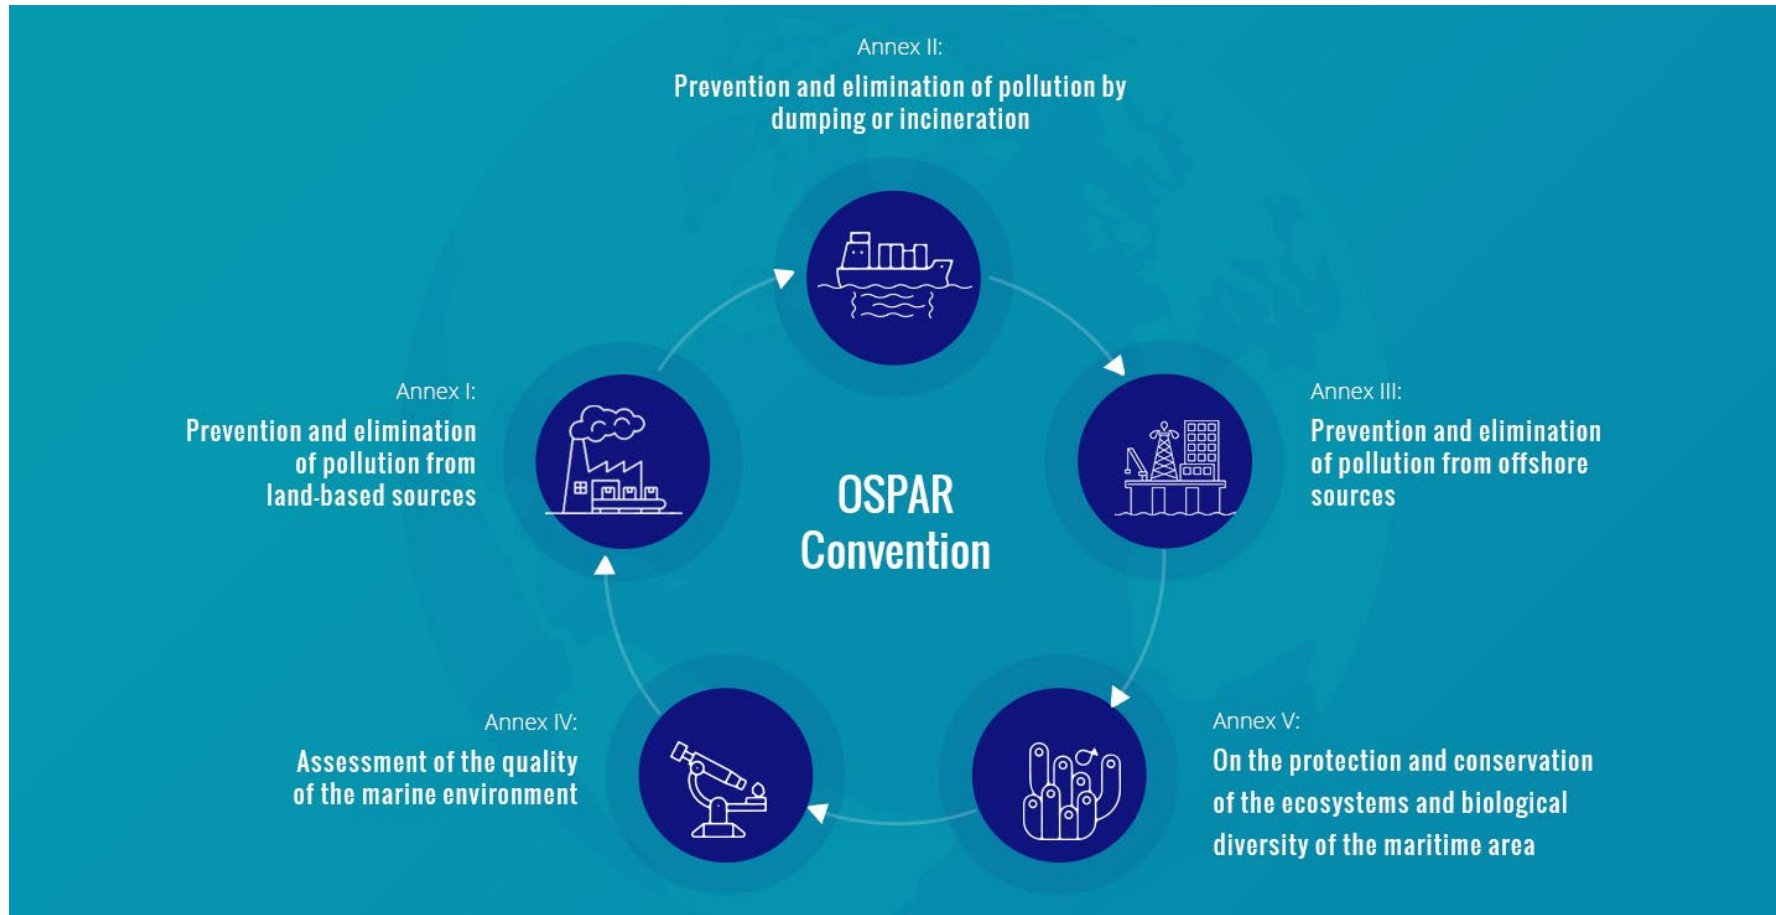 Annex II:
Prevention and elimination of pollution by
dumping or incineration
Annex I:
Prevention and elimination
of pollution from
land-based sources
OSPAR
Convention
Annex III:
Prevention and elimination
of pollution from offshore
sources
Annex IV:
Assessment of the quality
of the marine environment
Annex V:
On the protection and conservation
of the ecosystems and biological
diversity of the maritime area